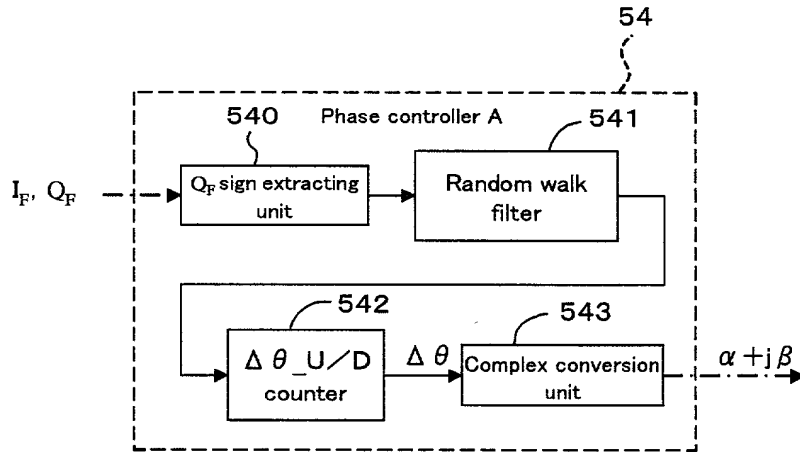 54
Phase controller A
540
541
I_F, Q_F
Q_F sign extracting
unit
Random walk
filter
542
543
Δθ_U/D
counter
Δθ
Complex conversion
unit
α+jβ